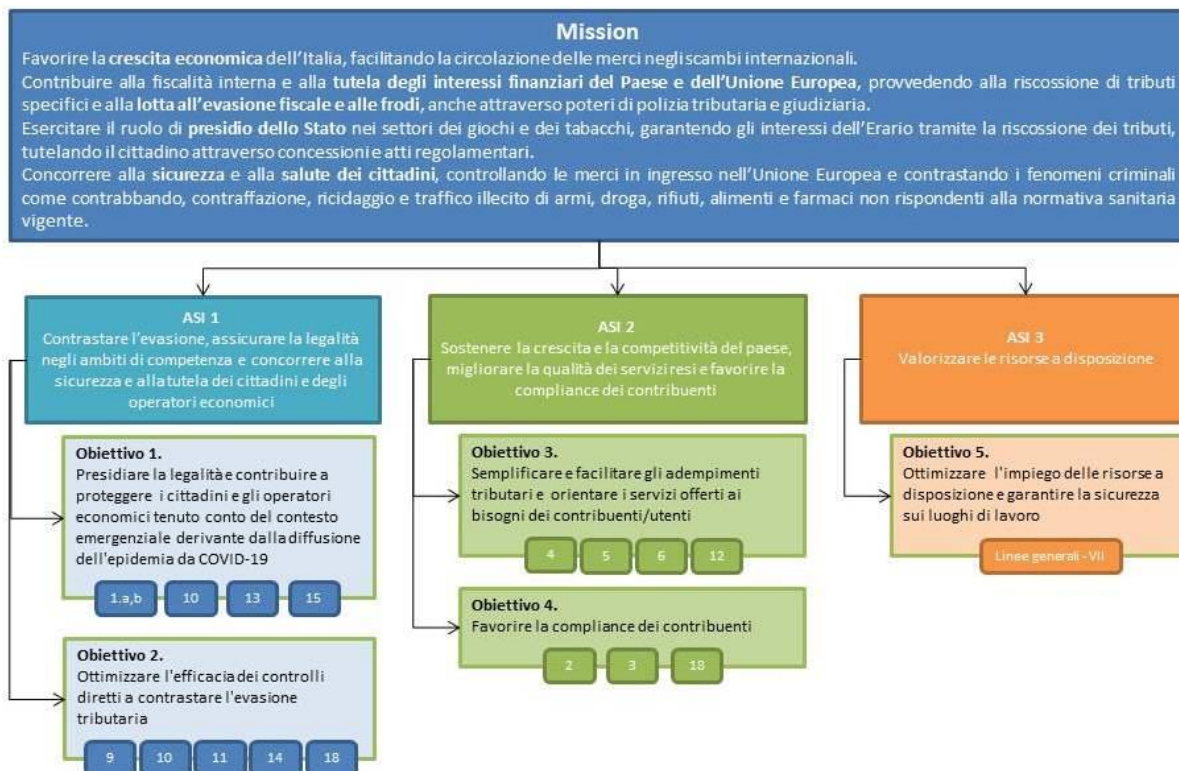 Mission
Favorire la crescita economica dell'Italia, facilitando la circolazione delle merci negli scambi internazionali.
Contribuire alla fiscalità interna e alla tutela degli interessi finanziari del Paese e dell'Unione Europea, provvedendo alla riscossione di tributi
specifici e alla lotta all'evasione fiscale e alle frodi, anche attraverso poteri di polizia tributaria e giudiziaria.
Esercitare il ruolo di presidio dello Stato nei settori dei giochi e dei tabacchi, garantendo gli interessi dell'Erario tramite la riscossione dei tributi,
tutelando il cittadino attraverso concessioni e atti regolamentari.
Concorrere alla sicurezza e alla salute dei cittadini, controllando le merci in ingresso nell'Unione Europea e contrastando i fenomeni criminali
come contrabbando, contraffazione, riciclaggio e traffico illecito di armi, droga, rifiuti, alimenti e farmaci non rispondenti alla normativa sanitaria
vigente.
ASI 1
Contrastare l'evasione, assicurare la legalità
negli ambiti di competenza e concorrere alla
sicurezza e alla tutela dei cittadini e degli
operatori economici
Obiettivo 1.
Presidiare la legalità e contribuire a
proteggere i cittadini e gli operatori
economici tenuto conto del contesto
emergenziale derivante dalla diffusione
dell'epidemia da COVID-19
1.a,b 10 13 15
Obiettivo 2.
Ottimizzare l'efficacia dei controlli
diretti a contrastare l'evasione
tributaria
9 10 11 14 18
ASI 2
Sostenere la crescita e la competitività del paese,
migliorare la qualità dei servizi resi e favorire la
compliance dei contribuenti
Obiettivo 3.
Semplificare e facilitare gli adempimenti
tributari e orientare i servizi offerti ai
bisogni dei contribuenti/utenti
4 5 6 12
Obiettivo 4.
Favorire la compliance dei contribuenti
2 3 18
ASI 3
Valorizzare le risorse a disposizione
Obiettivo 5.
Ottimizzare l'impiego delle risorse a
disposizione e garantire la sicurezza
sui luoghi di lavoro
Linee generali - VII